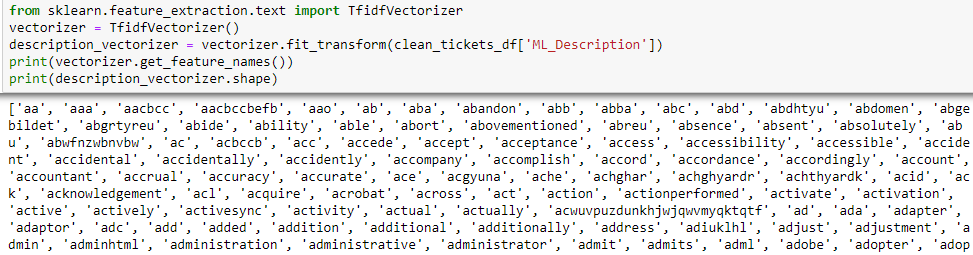 from sklearn.feature_extraction.text import TfidfVectorizer
vectorizer = TfidfVectorizer()
description_vectorizer = vectorizer.fit_transform(clean_tickets_df['ML_Description'])
print(vectorizer.get_feature_names())
print(description_vectorizer.shape)
['aa', 'aaa', 'aacbcc', 'aacbccbefb', 'aao', 'ab', 'aba', 'abandon', 'abb', 'abba', 'abc', 'abd', 'abdhtyu', 'abdomen', 'abge
bildet', 'abgrtyreu', 'abide', 'ability', 'able', 'abort', 'abovementioned', 'abreu', 'absence', 'absent', 'absolutely', 'ab
u', 'abwfnzwbnvbw', 'ac', 'acbccb', 'acc', 'accede', 'accept', 'acceptance', 'access', 'accessibility', 'accessible', 'accide
nt', 'accidental', 'accidentally', 'accidently', 'accompany', 'accomplish', 'accord', 'accordance', 'accordingly', 'account',
'accountant', 'accrual', 'accuracy', 'accurate', 'ace', 'acgyuna', 'ache', 'achghar', 'achghyardr', 'achthyardk', 'acid', 'ac
k', 'acknowledgement', 'acl', 'acquire', 'acrobat', 'across', 'act', 'action', 'actionperformed', 'activate', 'activation',
'active', 'actively', 'activesync', 'activity', 'actual', 'actually', 'acwuvpuzdunkhjwjqwvmyqktqtf', 'ad', 'ada', 'adapter',
'adaptor', 'adc', 'add', 'added', 'addition', 'additional', 'additionally', 'address', 'adiuklhl', 'adjust', 'adjustment', 'a
dmin', 'adminhtml', 'administration', 'administrative', 'administrator', 'admit', 'admits', 'adml', 'adobe', 'adopter', 'adop